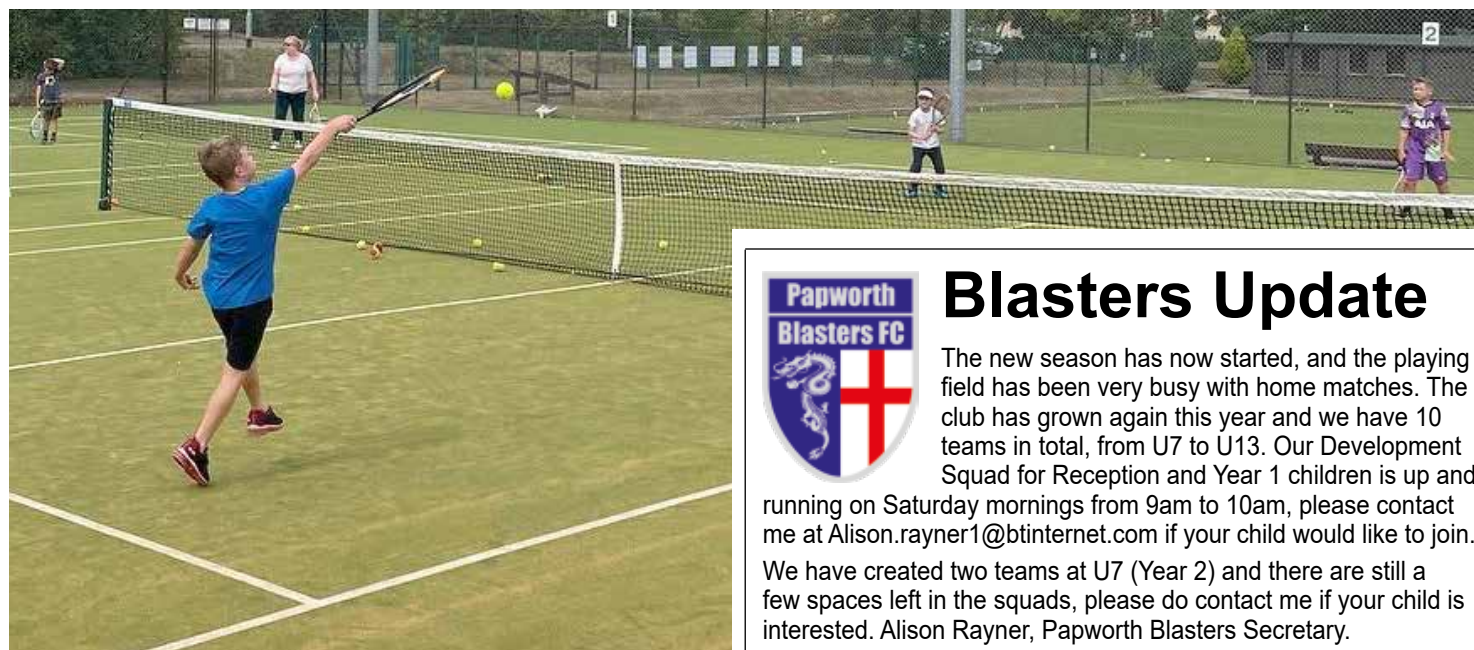 1
2
AIA
Papworth
Blasters FC
Blasters Update
The new season has now started, and the playing
field has been very busy with home matches. The
club has grown again this year and we have 10
teams in total, from U7 to U13. Our Development
Squad for Reception and Year 1 children is up and
running on Saturday mornings from 9am to 10am, please contact
me at Alison.rayner1@btinternet.com if your child would like to join.
We have created two teams at U7 (Year 2) and there are still a
few spaces left in the squads, please do contact me if your child is
interested. Alison Rayner, Papworth Blasters Secretary.